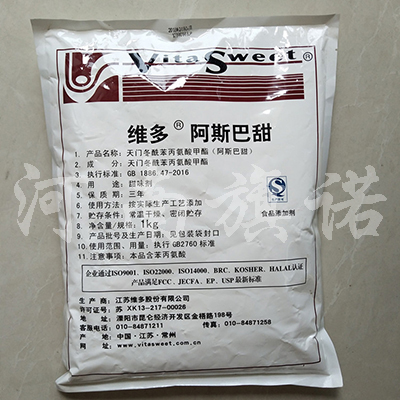 VitaSweet®
维多® 阿斯巴甜
1 产品名称：天门冬酰苯丙氨酸甲酯（阿斯巴甜）
2 成 分：天门冬酰苯丙氨酸甲酯
3 执行标准：GB 1886.47-2016
4 用 途：甜味剂
5 保 质 期：三年
6 使用方法：按实际生产工艺添加
7 贮存条件：常温干燥、密闭贮存
8 净含量/规格：1kg
9 产品批号及生产日期：见包装袋封口
10.使用范围、用量：执行GB2760 标准
11.注意事项：本品含苯丙氨酸
食品添加剂
企业通过ISO9001、ISO22000、ISO14000、BRC、KOSHER、HALAL认证
产品满足FCC、JECFA、EP、USP最新标准
生 产 商：江苏维多股份有限公司
许可证号：苏 XK13-217-00026
地 址：溧阳市昆仑经济开发区金梧路198号
客服电话：010-84871211 传真：010-84871258
产 地：中国·江苏·常州
网 址：www.vitasweet.com.cn
河南旗诺